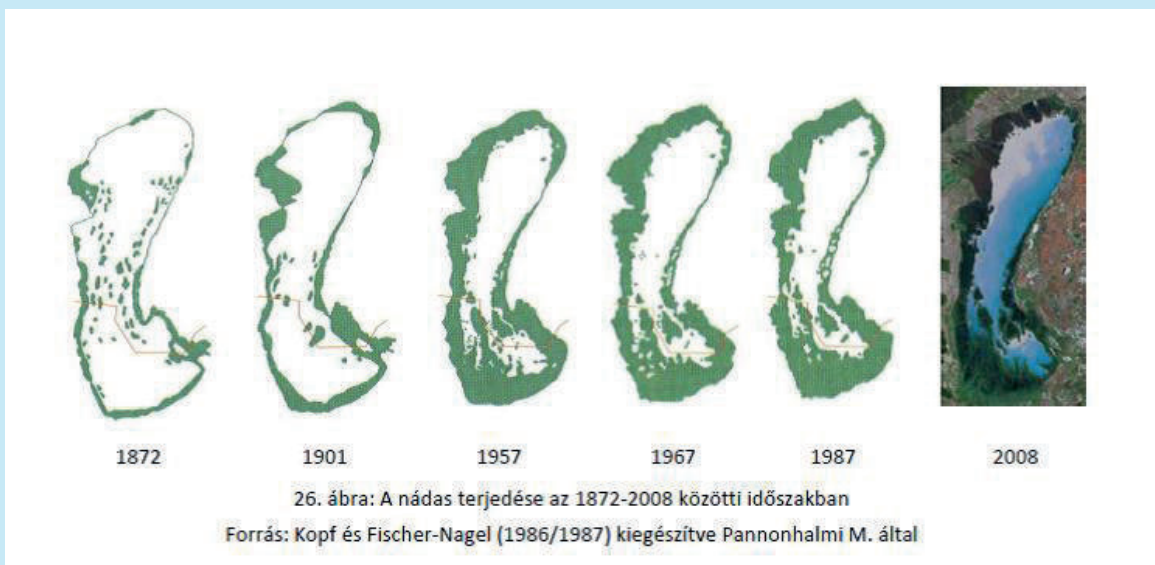 1872 1901 1957 1967 1987 2008
26. ábra: A nádas terjedése az 1872-2008 közötti időszakban
Forrás: Kopf és Fischer-Nagel (1986/1987) kiegészítve Pannonhalmi M. által